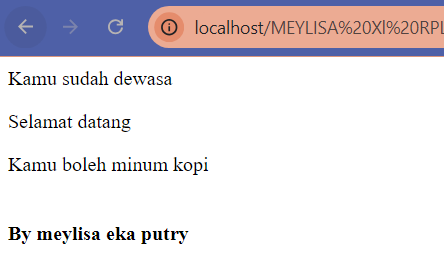 localhost/MEYLISA%20XI%20RPL
Kamu sudah dewasa
Selamat datang
Kamu boleh minum kopi
By meylisa eka putry